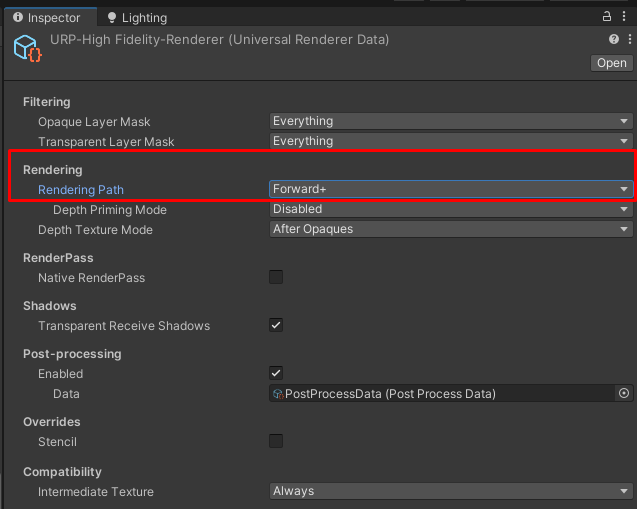 Inspector Lighting
URP-High Fidelity-Renderer (Universal Renderer Data)
Open
Filtering
Opaque Layer Mask Everything
Transparent Layer Mask Everything
Rendering
Rendering Path Forward+
Depth Priming Mode Disabled
Depth Texture Mode After Opaques
RenderPass
Native RenderPass
Shadows
Transparent Receive Shadows
Post-processing
Enabled
Data PostProcessData (Post Process Data)
Overrides
Stencil
Compatibility
Intermediate Texture Always